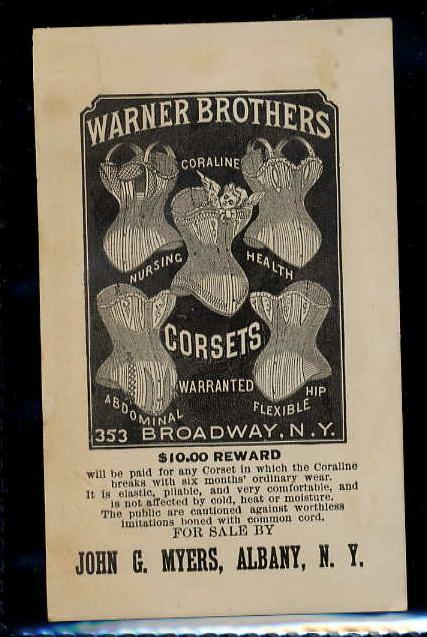 WARNER BROTHERS
CORALINE
NURSING
HEALTH
CORSETS
WARRANTED
ABDOMINAL
FLEXIBLE HIP
353 BROADWAY, N.Y.
$10.00 REWARD
will be paid for any Corset in which the Coraline
breaks with six months' ordinary wear.
It is elastic, pliable, and very comfortable, and
is not affected by cold, heat or moisture.
The public are cautioned against worthless
imitations boned with common cord.
FOR SALE BY
JOHN G. MYERS, ALBANY, N. Y.